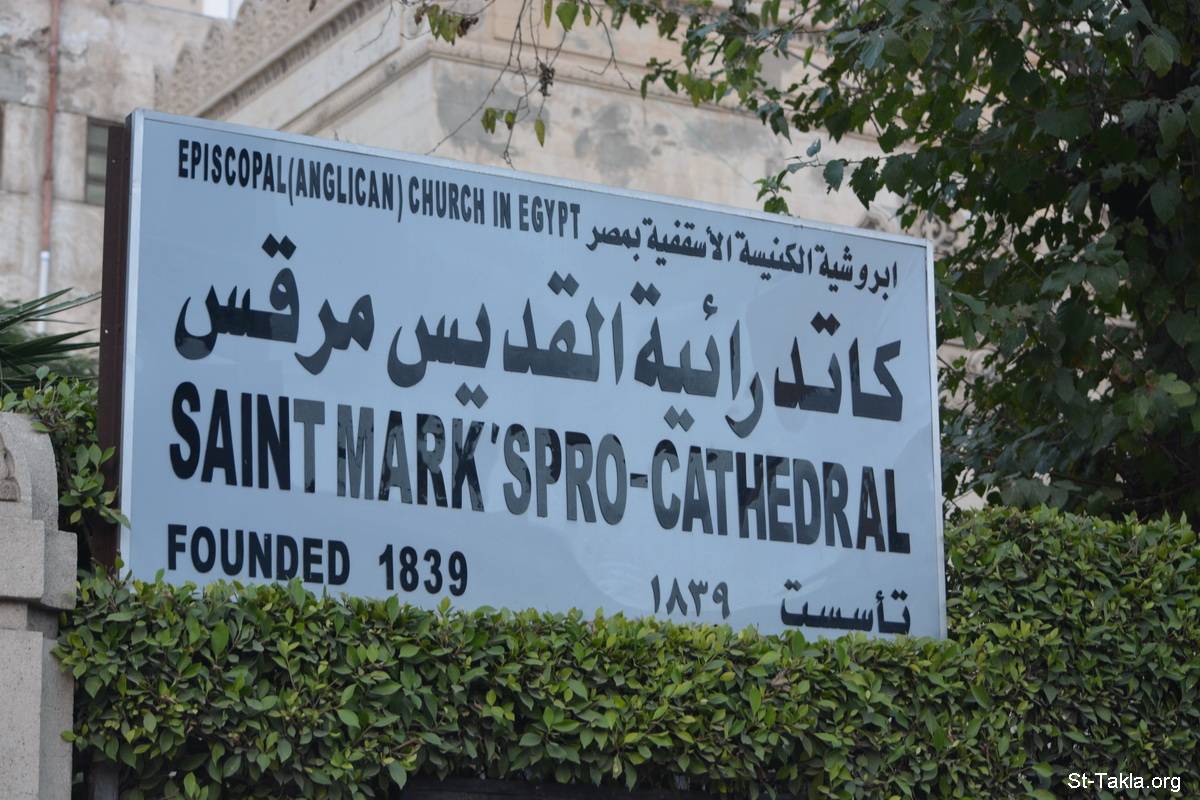 EPISCOPAL(ANGLICAN) CHURCH IN EGYPT ابروشية الكنيسة الأسقفية بمصر
كاتدرائية القديس مرقس
SAINT MARK'S PRO-CATHEDRAL
FOUNDED 1839 تأسست ١٨٣٩
St-Takla.org